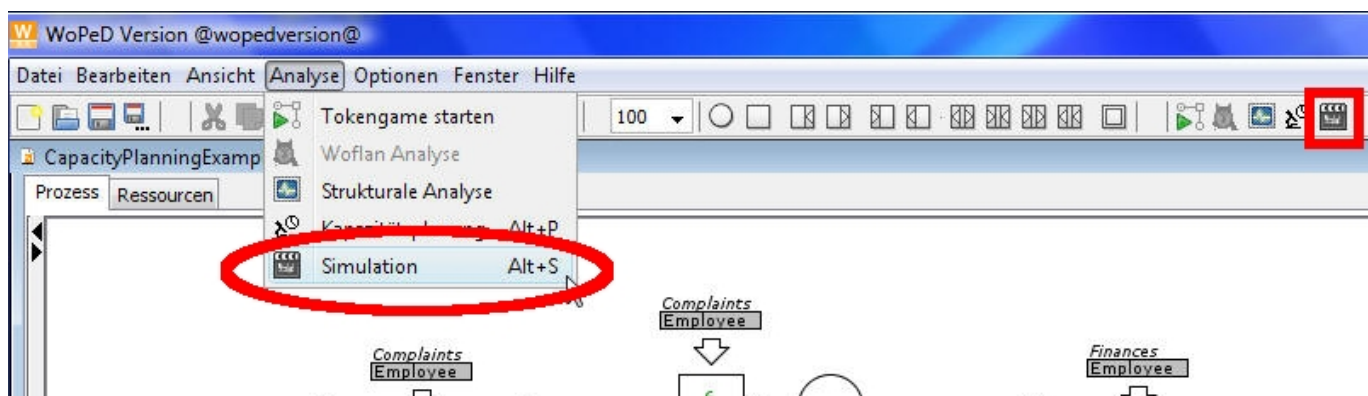 WoPeD Version @wopedversion@
Datei Bearbeiten Ansicht Analyse Optionen Fenster Hilfe
100
Tokengame starten
Woflan Analyse
Strukturale Analyse
Kapazitätsplanung Alt+P
Simulation Alt+S
CapacityPlanningExamp
Prozess Ressourcen
Complaints
Employee
Complaints
Employee
Finances
Employee